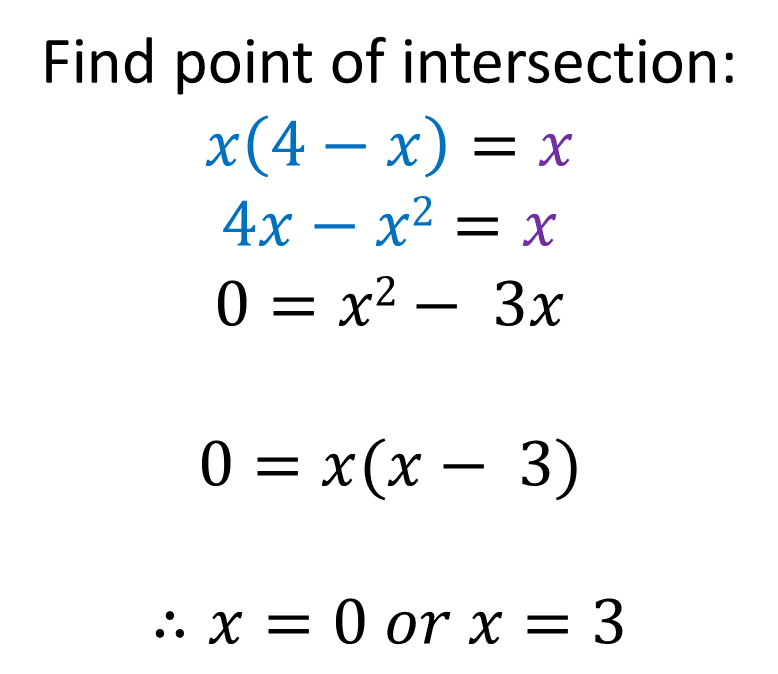 Find point of intersection:
x(4 − x) = x
4x − x² = x
0 = x² − 3x
0 = x(x − 3)
∴ x = 0 or x = 3